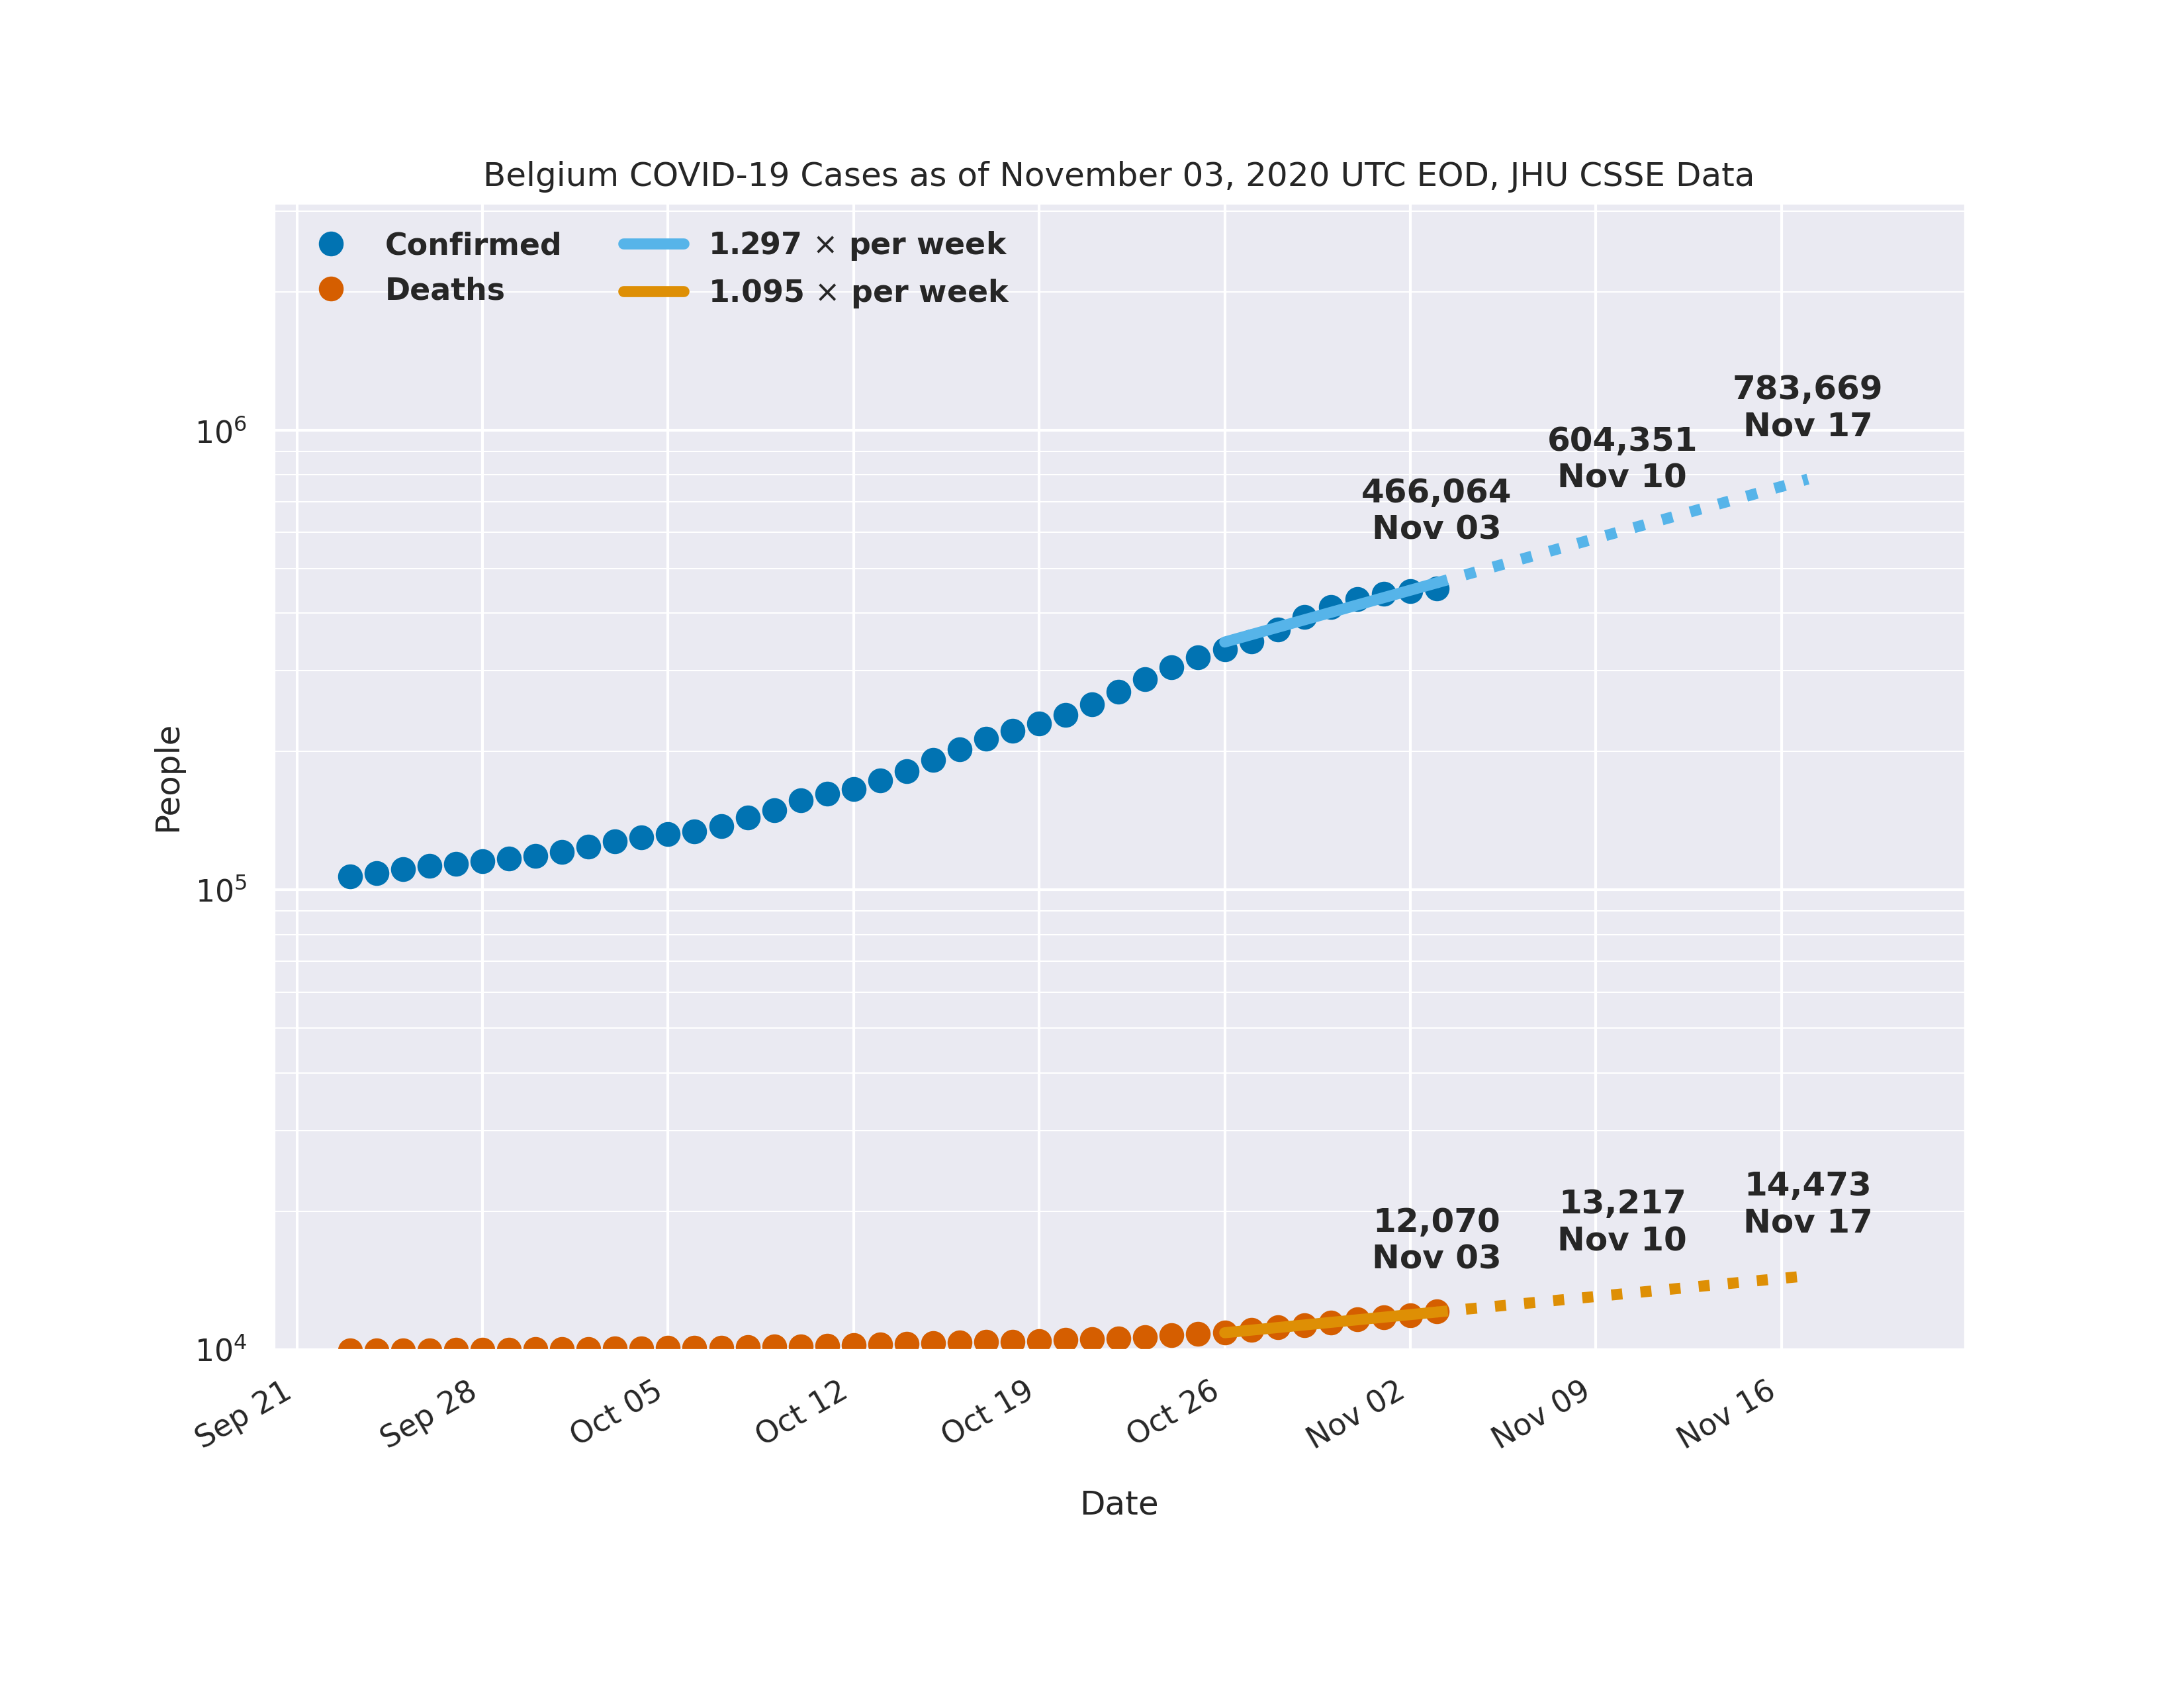 Belgium COVID-19 Cases as of November 03, 2020 UTC EOD, JHU CSSE Data
Confirmed
Deaths
1.297 × per week
1.095 × per week
783,669
Nov 17
604,351
Nov 10
466,064
Nov 03
14,473
Nov 17
13,217
Nov 10
12,070
Nov 03
People
10⁶
10⁵
10⁴
Sep 21
Sep 28
Oct 05
Oct 12
Oct 19
Oct 26
Nov 02
Nov 09
Nov 16
Date